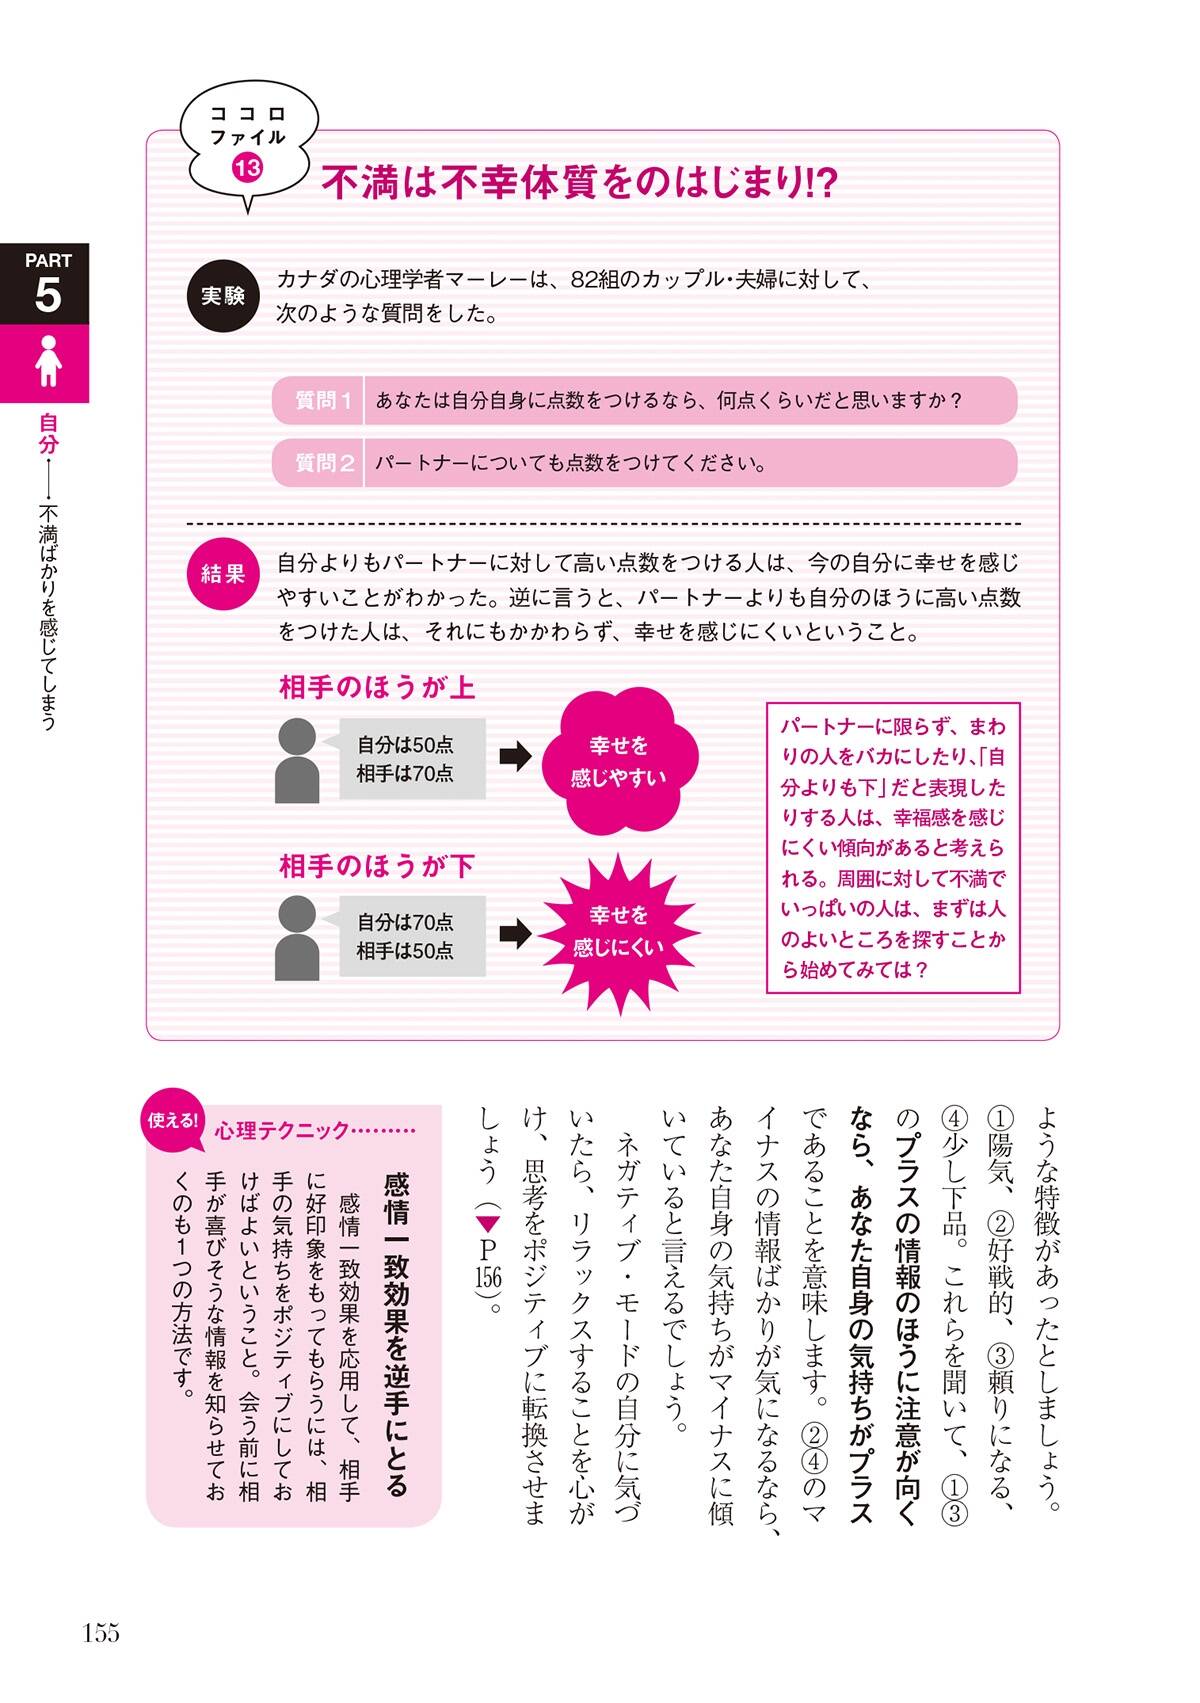 ココロ
ファイル
13
不満は不幸体質をのはじまり!?
PART
5
自分――不満ばかりを感じてしまう
実験
カナダの心理学者マーレーは、82組のカップル・夫婦に対して、
次のような質問をした。
質問1 あなたは自分自身に点数をつけるなら、何点くらいだと思いますか?
質問2 パートナーについても点数をつけてください。
結果
自分よりもパートナーに対して高い点数をつける人は、今の自分に幸せを感じ
やすいことがわかった。逆に言うと、パートナーよりも自分のほうに高い点数
をつけた人は、それにもかかわらず、幸せを感じにくいということ。
相手のほうが上
自分は50点
相手は70点
幸せを
感じやすい
相手のほうが下
自分は70点
相手は50点
幸せを
感じにくい
パートナーに限らず、まわ
りの人をバカにしたり、「自
分よりも下」だと表現した
りする人は、幸福感を感じ
にくい傾向があると考えら
れる。周囲に対して不満で
いっぱいの人は、まずは人
のよいところを探すことか
ら始めてみては?
ような特徴があったとしましょう。
①陽気、②好戦的、③頼りになる、
④少し下品。これらを聞いて、①③
のプラスの情報のほうに注意が向く
なら、あなた自身の気持ちがプラス
であることを意味します。②④のマ
イナスの情報ばかりが気になるなら、
あなた自身の気持ちがマイナスに傾
いていると言えるでしょう。
ネガティブ・モードの自分に気づ
いたら、リラックスすることを心が
け、思考をポジティブに転換させま
しょう(▼P156)。
使える!
心理テクニック………
感情一致効果を逆手にとる
感情一致効果を応用して、相手
に好印象をもってもらうには、相
手の気持ちをポジティブにしてお
けばよいということ。会う前に相
手が喜びそうな情報を知らせてお
くのも1つの方法です。
155